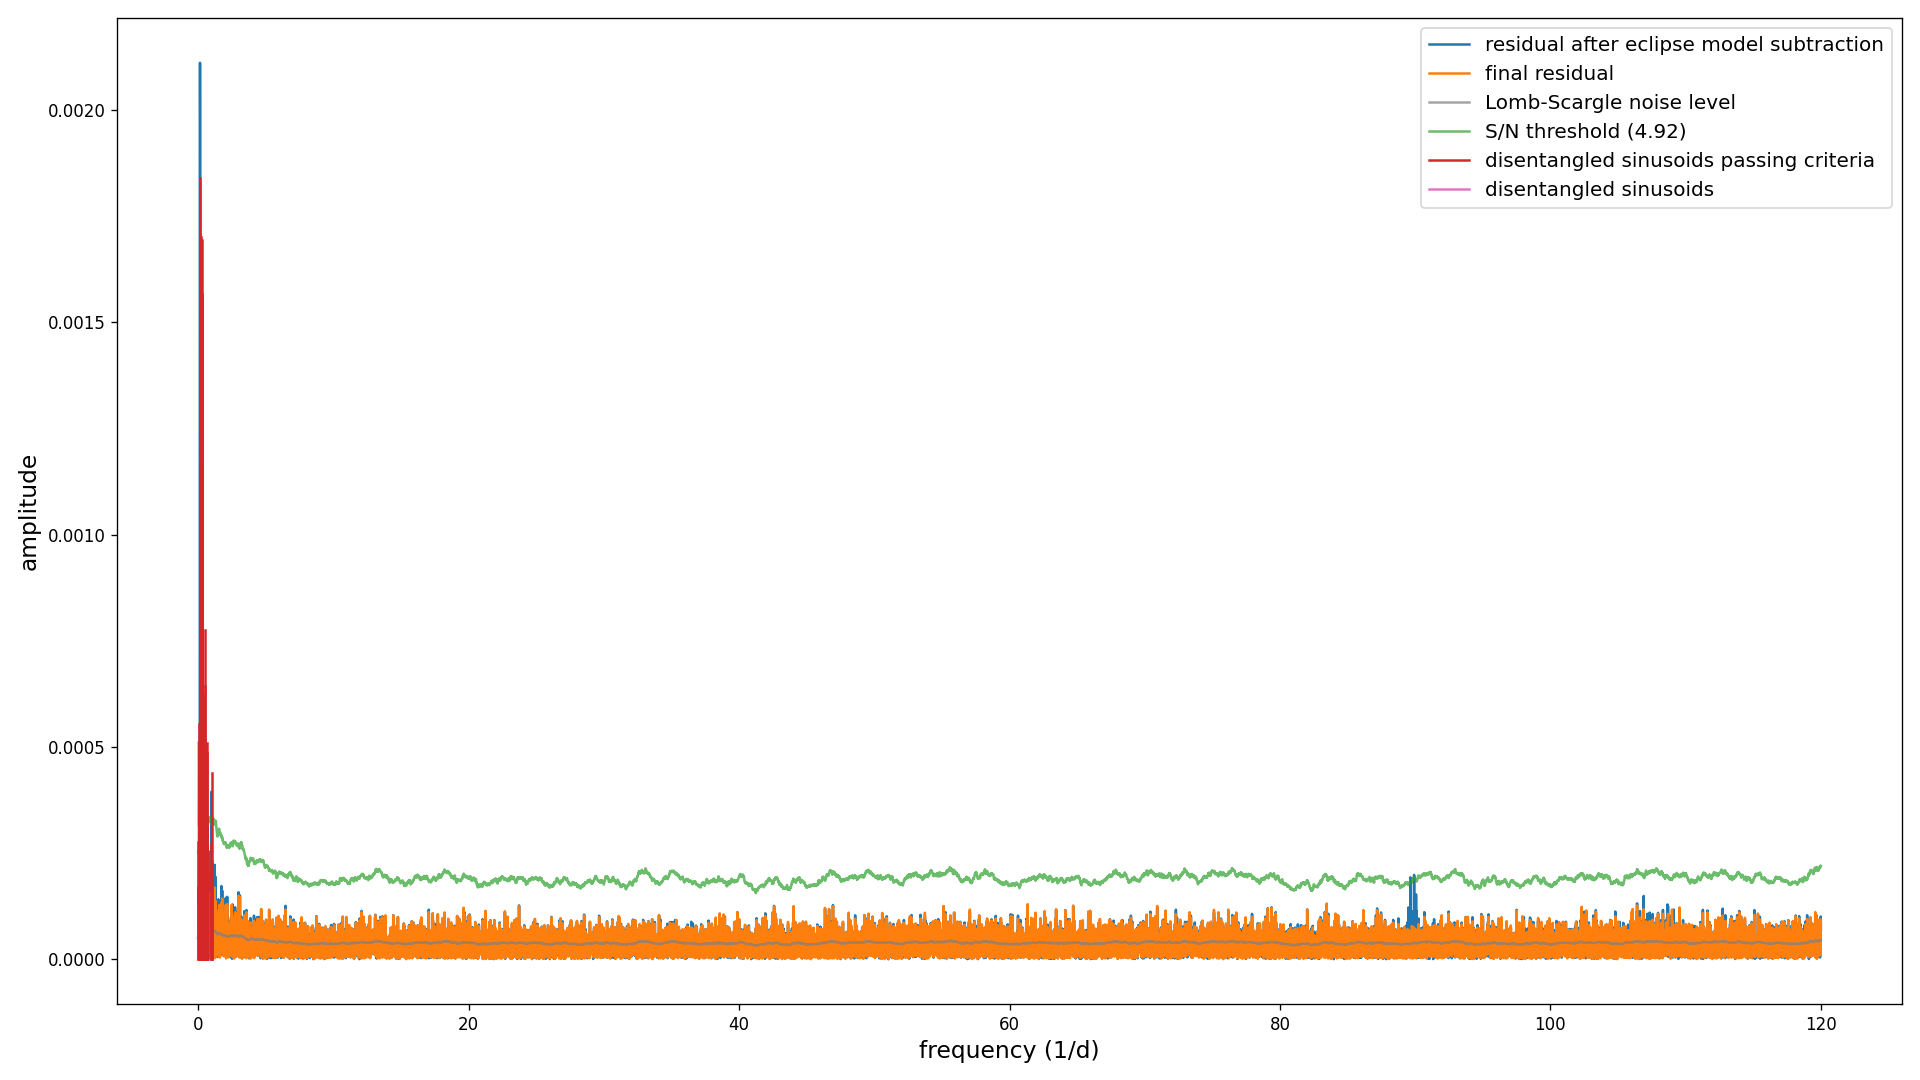 residual after eclipse model subtraction
final residual
Lomb-Scargle noise level
S/N threshold (4.92)
disentangled sinusoids passing criteria
disentangled sinusoids
amplitude
0.0020
0.0015
0.0010
0.0005
0.0000
0 20 40 60 80 100 120
frequency (1/d)